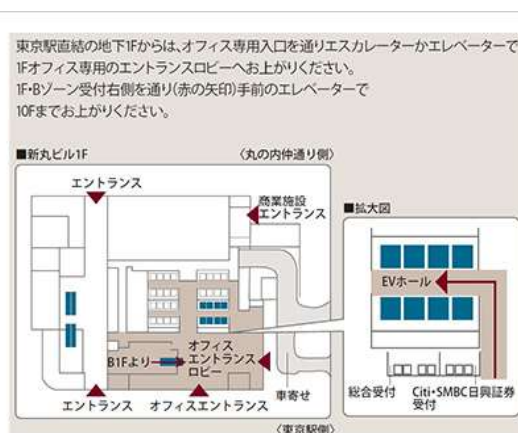 東京駅直結の地下1Fからは、オフィス専用入口を通りエスカレーターかエレベーターで
1Fオフィス専用のエントランスロビーへお上がりください。
1F・Bゾーン受付右側を通り(赤の矢印)手前のエレベーターで
10Fまでお上がりください。
■新丸ビル1F
〈丸の内仲通り側〉
エントランス
商業施設
エントランス
■拡大図
EVホール
B1Fより
オフィス
エントランス
ロビー
車寄せ
総合受付
Citi・SMBC日興証券
受付
エントランス
オフィスエントランス
〈東京駅側〉